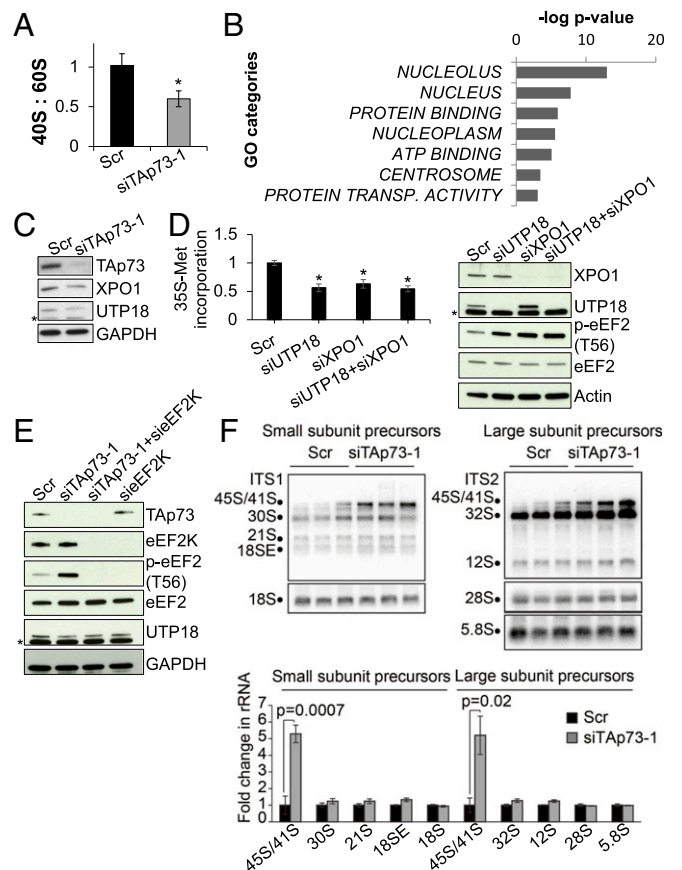 A
40S : 60S
1
0.5
0
*
Scr
siTAp73-1
B
-log p-value
0 10 20
GO categories
NUCLEOLUS
NUCLEUS
PROTEIN BINDING
NUCLEOPLASM
ATP BINDING
CENTROSOME
PROTEIN TRANSP. ACTIVITY
C
Scr
siTAp73-1
TAp73
XPO1
UTP18
*
GAPDH
D
35S-Met
incorporation
1.5
1
0.5
0
* * *
Scr
siUTP18
siXPO1
siUTP18+siXPO1
Scr
siUTP18
siXPO1
siUTP18+siXPO1
XPO1
UTP18
*
p-eEF2
(T56)
eEF2
Actin
E
Scr
siTAp73-1
siTAp73-1+sieEF2K
sieEF2K
TAp73
eEF2K
p-eEF2
(T56)
eEF2
UTP18
*
GAPDH
F
Small subunit precursors
Scr siTAp73-1
ITS1
45S/41S
30S
21S
18SE
18S
Large subunit precursors
Scr siTAp73-1
ITS2
45S/41S
32S
12S
28S
5.8S
Small subunit precursors Large subunit precursors
Fold change in rRNA
7
6
5
4
3
2
1
0
p=0.0007
p=0.02
Scr
siTAp73-1
45S/41S
30S
21S
18SE
18S
45S/41S
32S
12S
28S
5.8S